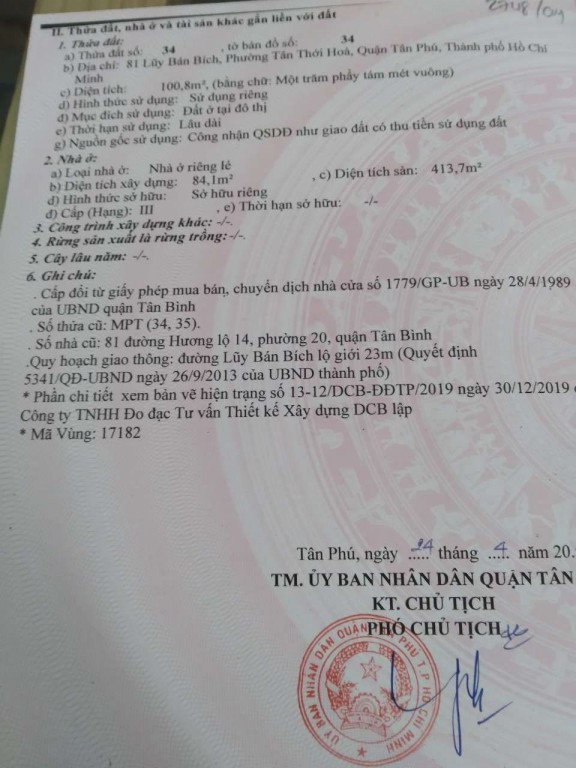 2748/04
II. Thửa đất, nhà ở và tài sản khác gắn liền với đất
1. Thửa đất:
a) Thửa đất số: 34 , tờ bản đồ số: 34
b) Địa chỉ: 81 Lũy Bán Bích, Phường Tân Thới Hoà, Quận Tân Phú, Thành phố Hồ Chí
Minh
c) Diện tích: 100,8m², (bằng chữ: Một trăm phẩy tám mét vuông)
d) Hình thức sử dụng: Sử dụng riêng
đ) Mục đích sử dụng: Đất ở tại đô thị
e) Thời hạn sử dụng: Lâu dài
g) Nguồn gốc sử dụng: Công nhận QSDĐ như giao đất có thu tiền sử dụng đất
2. Nhà ở:
a) Loại nhà ở: Nhà ở riêng lẻ
b) Diện tích xây dựng: 84,1m² , c) Diện tích sàn: 413,7m²
d) Hình thức sở hữu: Sở hữu riêng
đ) Cấp (Hạng): III , e) Thời hạn sở hữu: -/-
3. Công trình xây dựng khác: -/-.
4. Rừng sản xuất là rừng trồng:-/-.
5. Cây lâu năm: -/-.
6. Ghi chú:
. Cấp đổi từ giấy phép mua bán, chuyển dịch nhà cửa số 1779/GP-UB ngày 28/4/1989
của UBND quận Tân Bình
. Số thửa cũ: MPT (34, 35).
. Số nhà cũ: 81 đường Hương lộ 14, phường 20, quận Tân Bình
.Quy hoạch giao thông: đường Lũy Bán Bích lộ giới 23m (Quyết định
5341/QĐ-UBND ngày 26/9/2013 của UBND thành phố)
* Phần chi tiết xem bản vẽ hiện trạng số 13-12/DCB-ĐĐTP/2019 ngày 30/12/2019
Công ty TNHH Đo đạc Tư vấn Thiết kế Xây dựng DCB lập
* Mã Vùng: 17182
Tân Phú, ngày 24 tháng 4 năm 20
TM. ỦY BAN NHÂN DÂN QUẬN TÂN
KT. CHỦ TỊCH
PHÓ CHỦ TỊCH
ỦY BAN NHÂN DÂN QUẬN PHÚ T.P HỒ CHÍ MINH